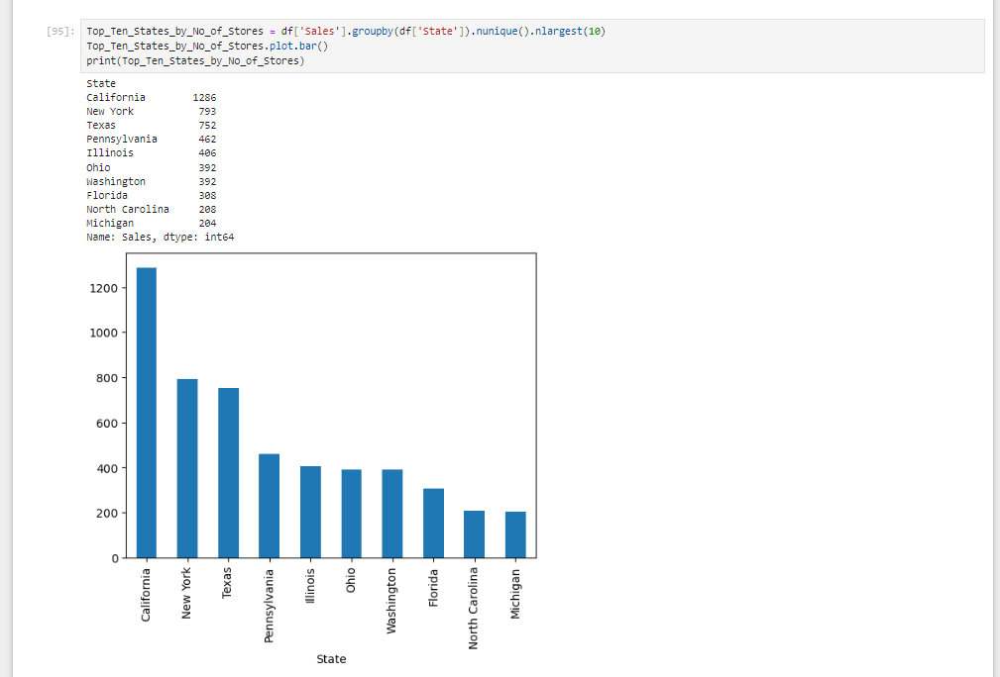 [95]: Top_Ten_States_by_No_of_Stores = df['Sales'].groupby(df['State']).nunique().nlargest(10)
Top_Ten_States_by_No_of_Stores.plot.bar()
print(Top_Ten_States_by_No_of_Stores)
State
California 1286
New York 793
Texas 752
Pennsylvania 462
Illinois 406
Ohio 392
Washington 392
Florida 308
North Carolina 208
Michigan 204
Name: Sales, dtype: int64
1200
1000
800
600
400
200
0
California New York Texas Pennsylvania Illinois Ohio Washington Florida North Carolina Michigan
State